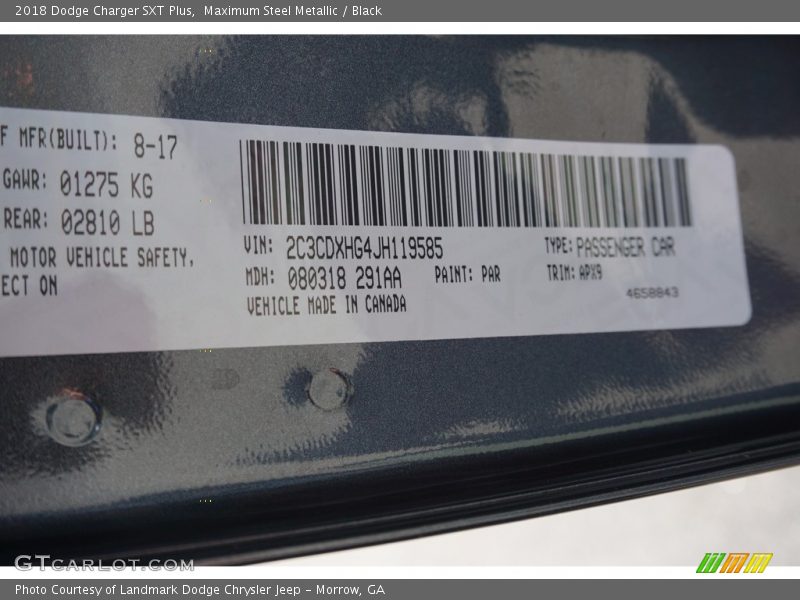 2018 Dodge Charger SXT Plus,  Maximum Steel Metallic / Black
F MFR(BUILT): 8-17
GAWR: 01275 KG
REAR: 02810 LB
MOTOR VEHICLE SAFETY.
ECT ON
VIN: 2C3CDXHG4JH119585
TYPE: PASSENGER CAR
MDH: 080318 291AA
PAINT: PAR
TRIM: APX9
VEHICLE MADE IN CANADA
4658843
GTCARLOT.COM
Photo Courtesy of Landmark Dodge Chrysler Jeep – Morrow, GA